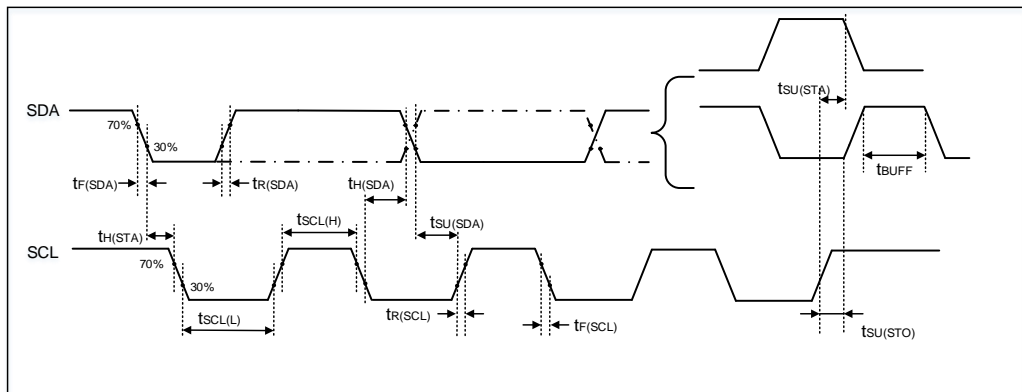 tSU(STA)
SDA
70%
30%
tBUFF
tF(SDA)
tR(SDA)
tH(SDA)
tSCL(H)
tSU(SDA)
tH(STA)
SCL
70%
30%
tSCL(L)
tR(SCL)
tF(SCL)
tSU(STO)